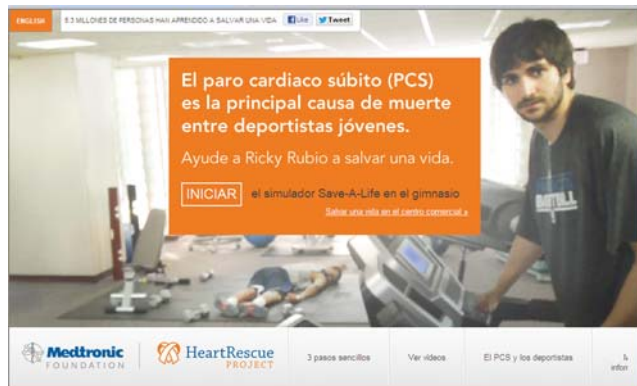 ENGLISH
6.3 MILLONES DE PERSONAS HAN APRENDIDO A SALVAR UNA VIDA
Like
Tweet
El paro cardiaco súbito (PCS)
es la principal causa de muerte
entre deportistas jóvenes.
Ayude a Ricky Rubio a salvar una vida.
INICIAR el simulador Save-A-Life en el gimnasio
Salvar una vida en el centro comercial »
Medtronic
FOUNDATION
HeartRescue
PROJECT
3 pasos sencillos
Ver videos
El PCS y los deportistas